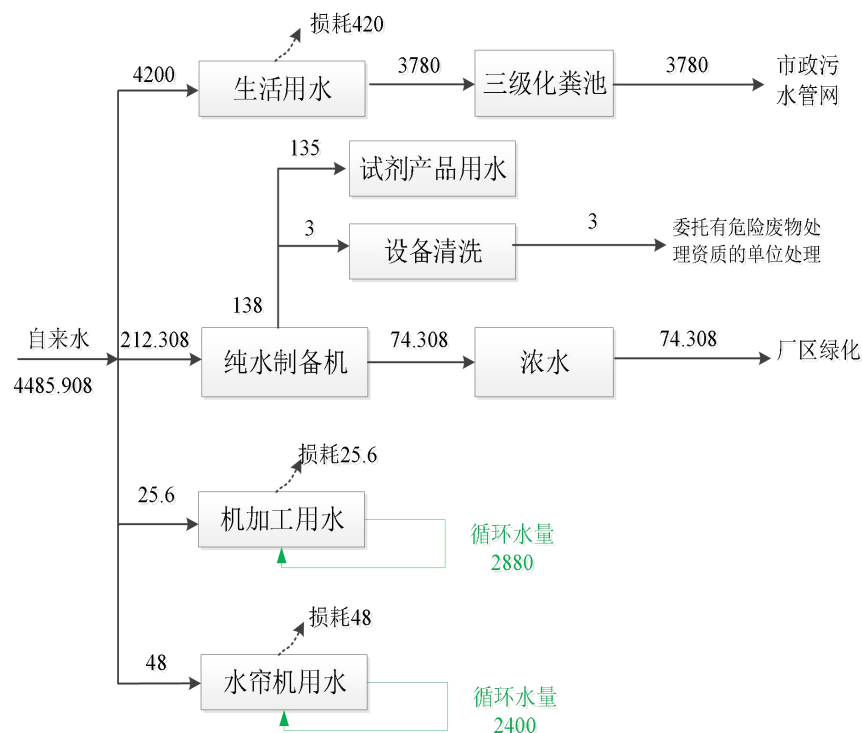 损耗420
4200
生活用水
3780
三级化粪池
3780
市政污
水管网
135
试剂产品用水
3
设备清洗
3
委托有危险废物处
理资质的单位处理
138
自来水
4485.908
212.308
纯水制备机
74.308
浓水
74.308
厂区绿化
损耗25.6
25.6
机加工用水
循环水量
2880
损耗48
48
水帘机用水
循环水量
2400